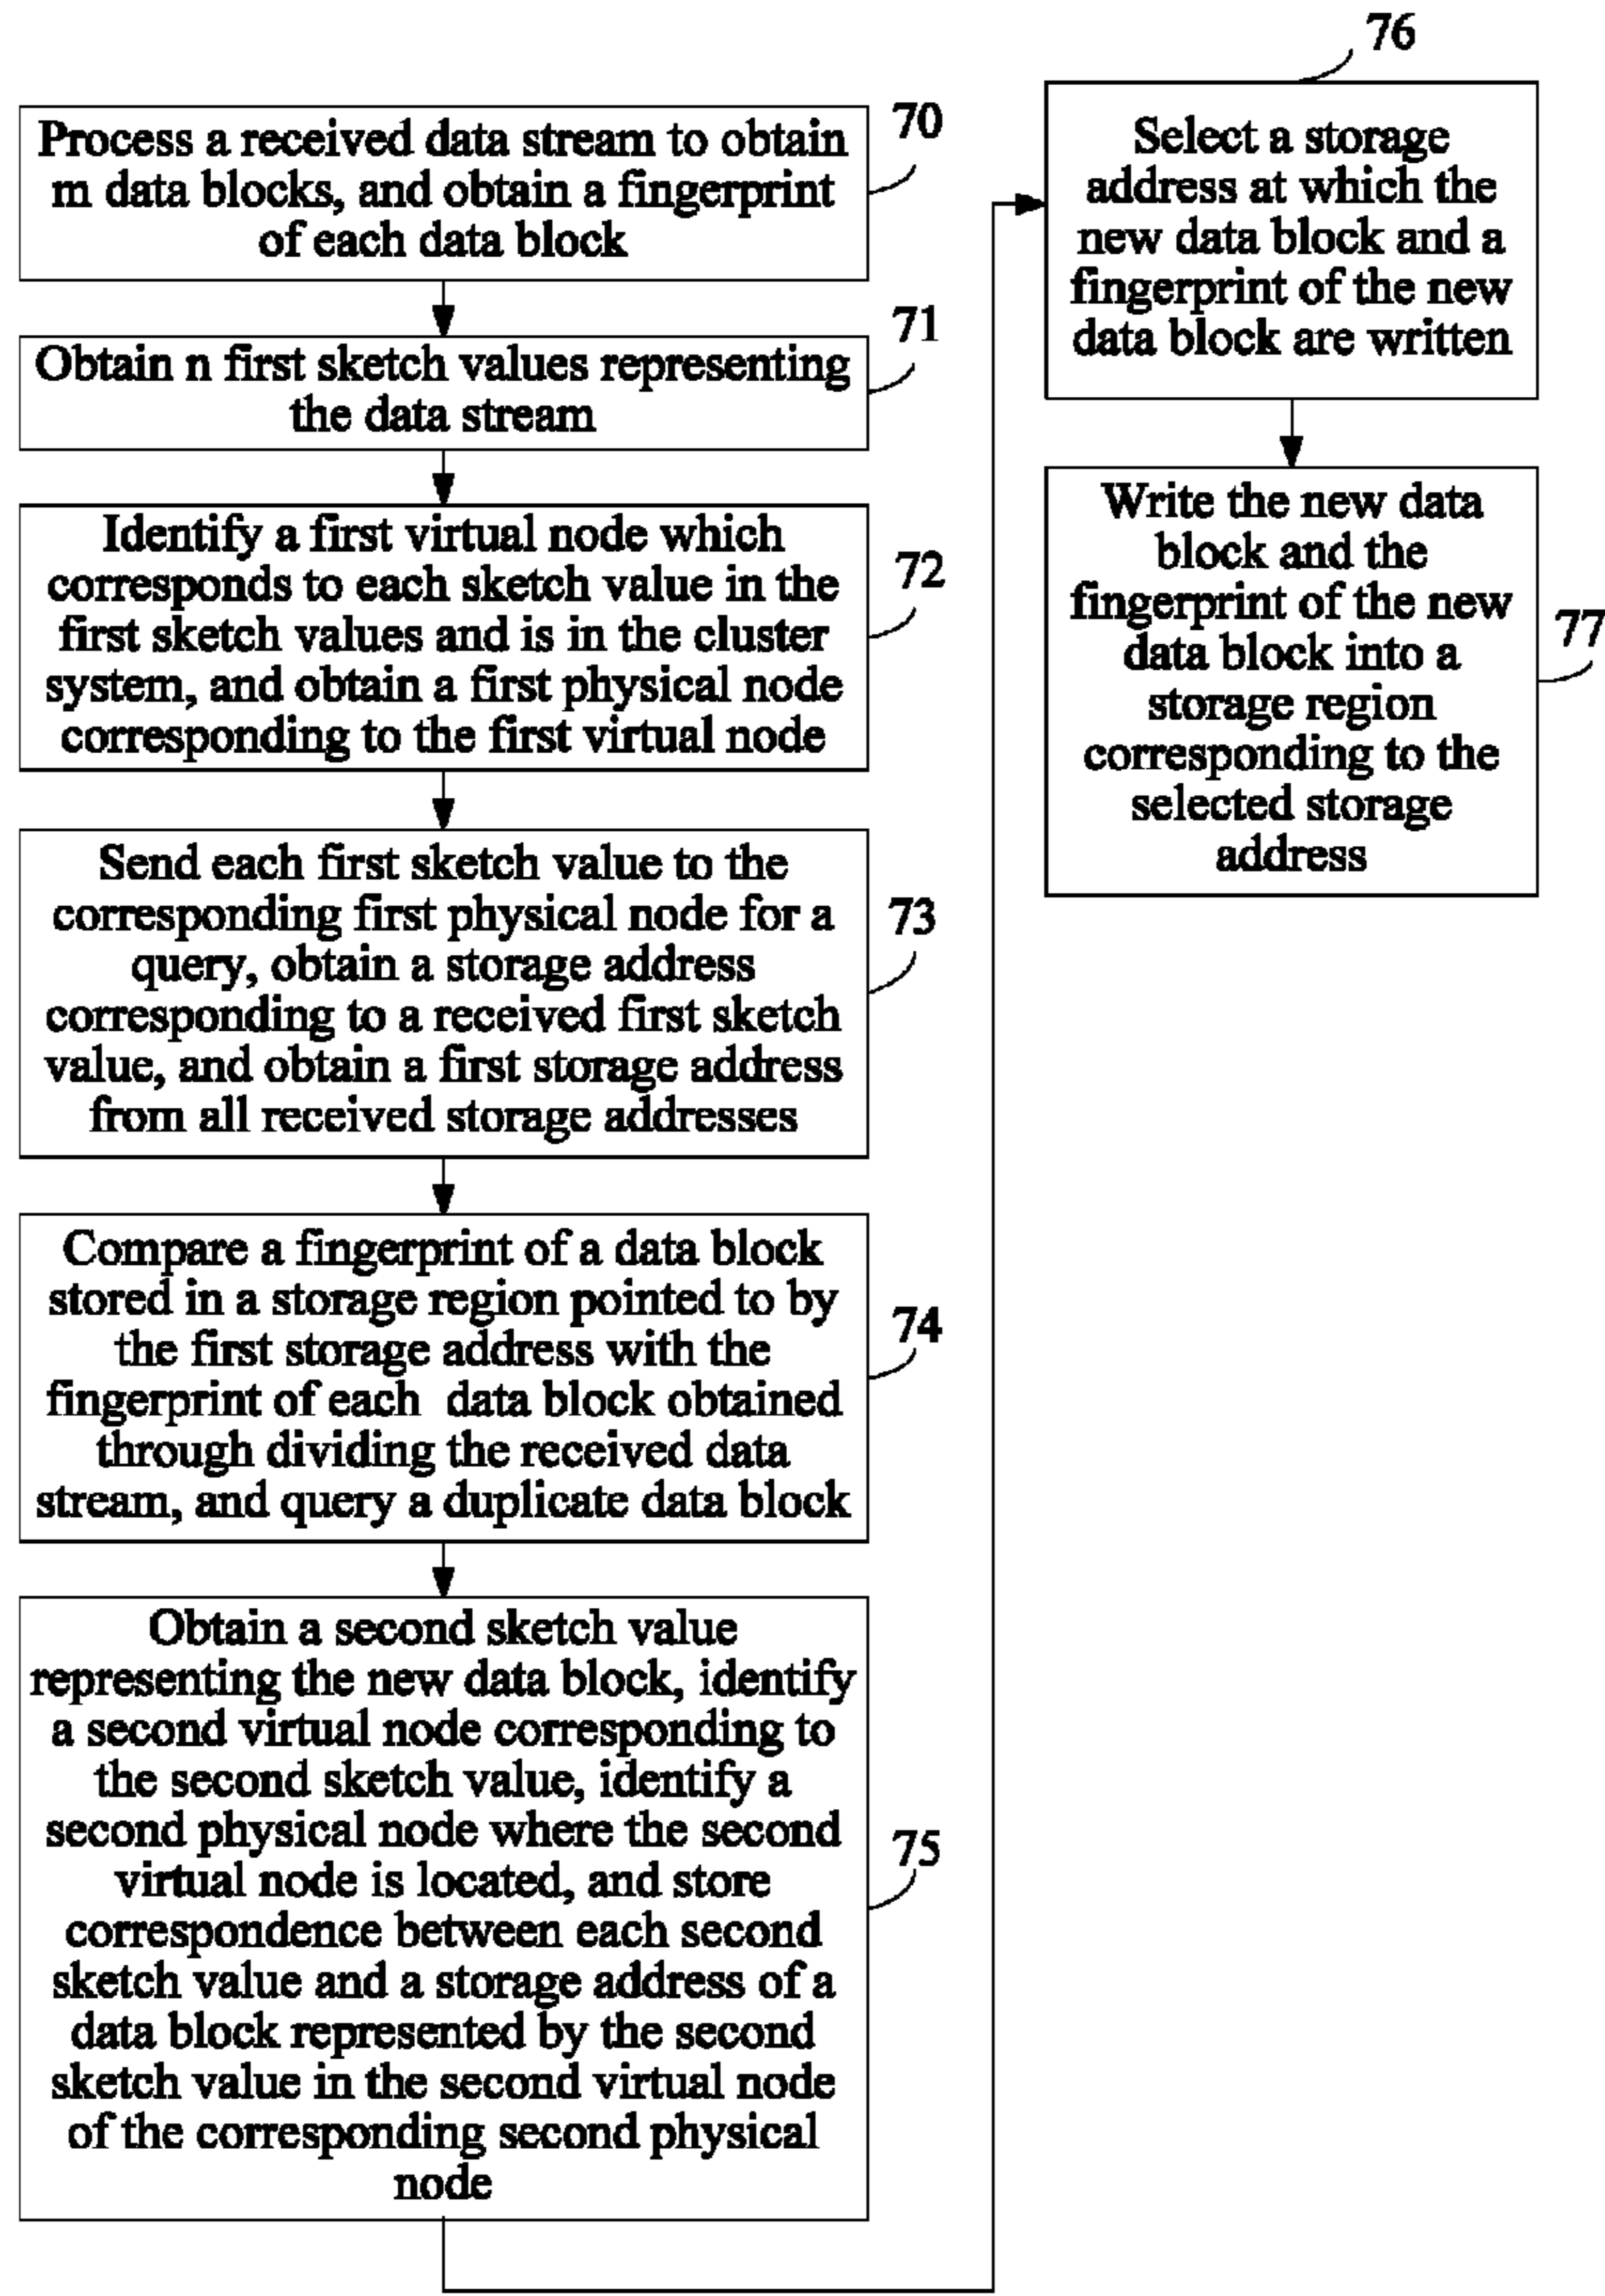 Process a received data stream to obtain
m data blocks, and obtain a fingerprint
of each data block
70
Obtain n first sketch values representing
the data stream
71
Identify a first virtual node which
corresponds to each sketch value in the
first sketch values and is in the cluster
system, and obtain a first physical node
corresponding to the first virtual node
72
Send each first sketch value to the
corresponding first physical node for a
query, obtain a storage address
corresponding to a received first sketch
value, and obtain a first storage address
from all received storage addresses
73
Compare a fingerprint of a data block
stored in a storage region pointed to by
the first storage address with the
fingerprint of each data block obtained
through dividing the received data
stream, and query a duplicate data block
74
Obtain a second sketch value
representing the new data block, identify
a second virtual node corresponding to
the second sketch value, identify a
second physical node where the second
virtual node is located, and store
correspondence between each second
sketch value and a storage address of a
data block represented by the second
sketch value in the second virtual node
of the corresponding second physical
node
75
76
Select a storage
address at which the
new data block and a
fingerprint of the new
data block are written
Write the new data
block and the
fingerprint of the new
data block into a
storage region
corresponding to the
selected storage
address
77